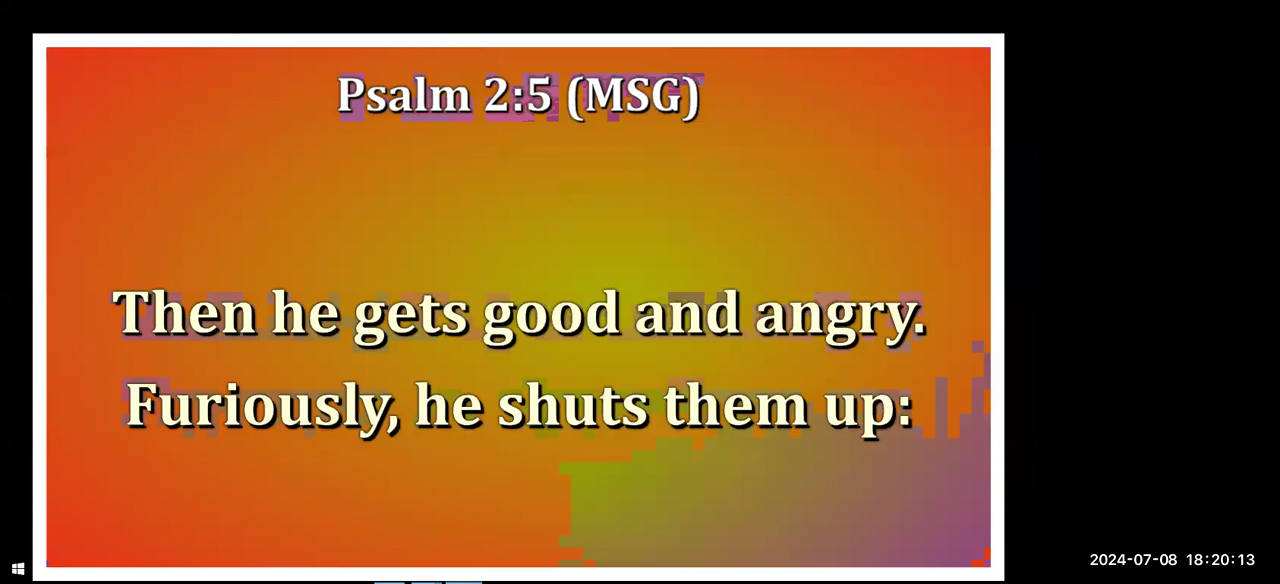 Psalm 2:5 (MSG)
Then he gets good and angry.
Furiously, he shuts them up:
2024-07-08 18:20:13